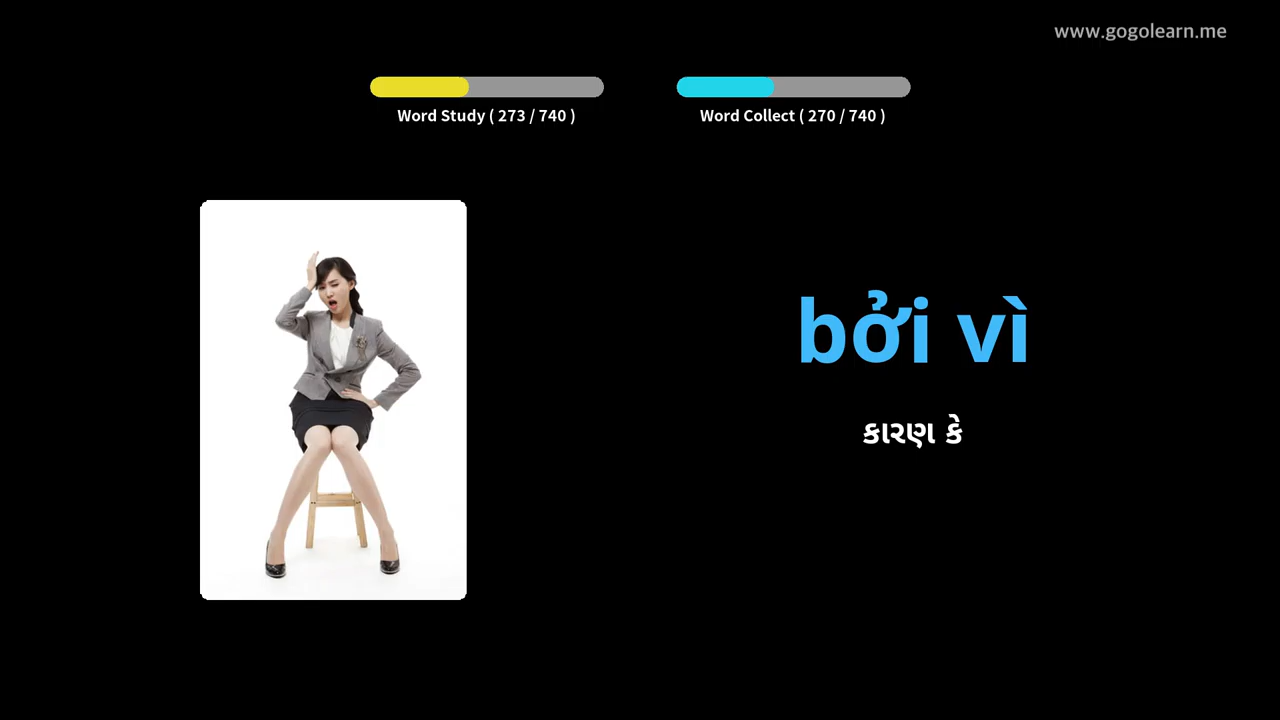 www.gogolearn.me
Word Study ( 273 / 740 )
Word Collect ( 270 / 740 )
bởi vì
કારણ કે